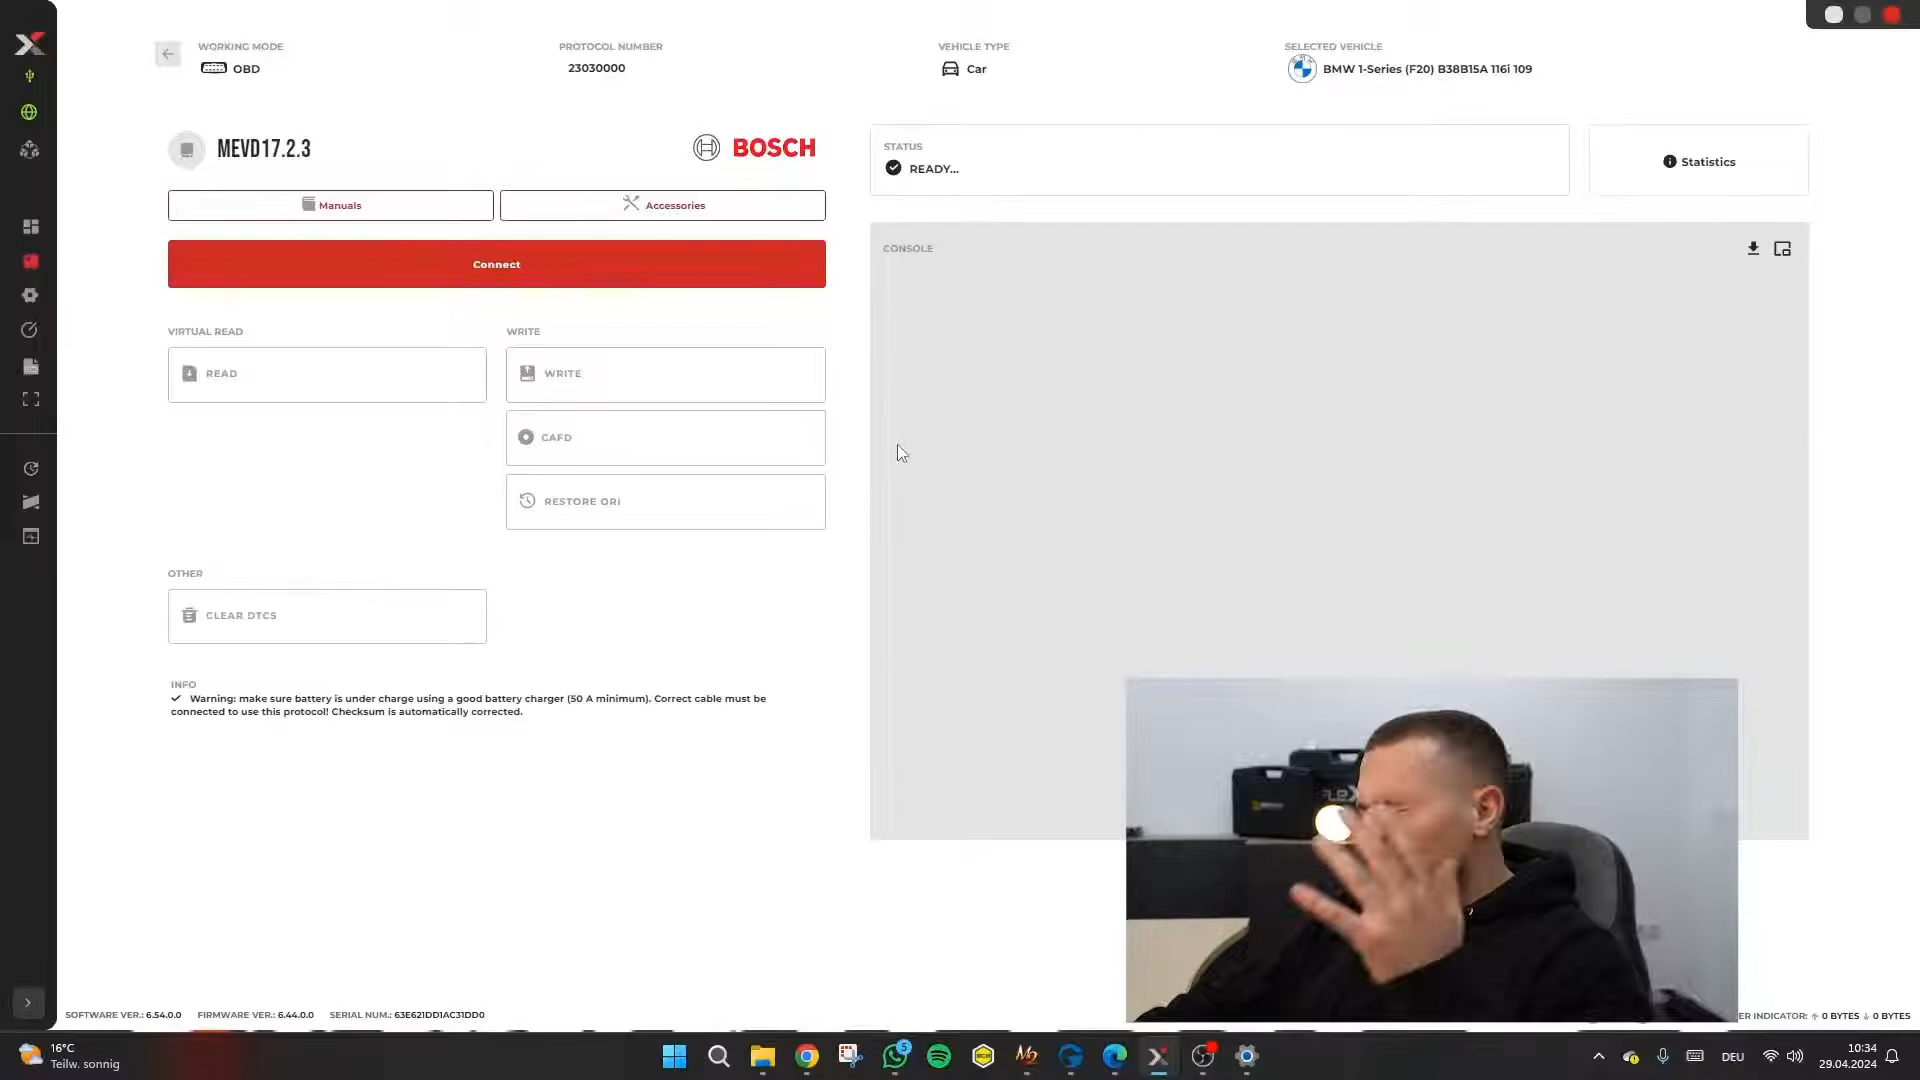 WORKING MODE
OBD
PROTOCOL NUMBER
23030000
VEHICLE TYPE
Car
SELECTED VEHICLE
BMW 1-Series (F20) B38B15A 116i 109
MEVD17.2.3
BOSCH
Manuals
Accessories
Connect
STATUS
READY...
Statistics
CONSOLE
VIRTUAL READ
READ
WRITE
WRITE
CAFD
RESTORE ORI
OTHER
CLEAR DTCS
INFO
Warning: make sure battery is under charge using a good battery charger (50 A minimum). Correct cable must be
connected to use this protocol! Checksum is automatically corrected.
SOFTWARE VER.: 6.54.0.0 FIRMWARE VER.: 6.44.0.0 SERIAL NUM.: 63E621DD1AC31DD0
ER INDICATOR: ↑ 0 BYTES ↓ 0 BYTES
16°C
Teilw. sonnig
5
DEU
10:34
29.04.2024